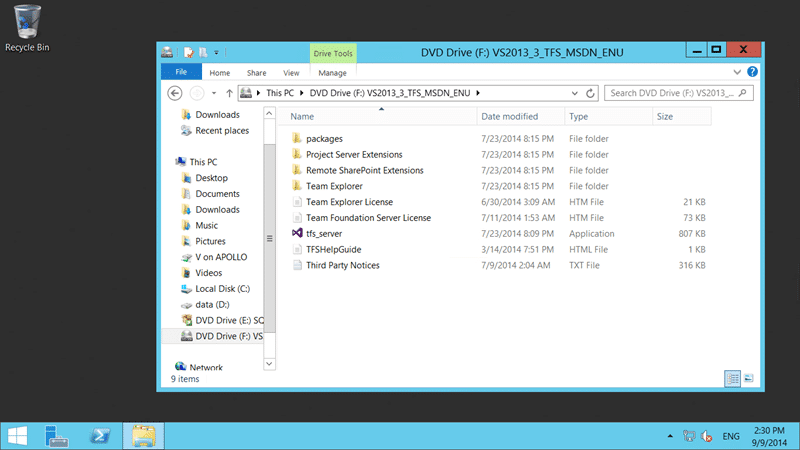 Recycle Bin
Drive Tools
DVD Drive (F:) VS2013_3_TFS_MSDN_ENU
File Home Share View Manage
This PC DVD Drive (F:) VS2013_3_TFS_MSDN_ENU
Search DVD Drive (F:) VS2013_...
Downloads
Recent places
This PC
Desktop
Documents
Downloads
Music
Pictures
V on APOLLO
Videos
Local Disk (C:)
data (D:)
DVD Drive (E:) SQ
DVD Drive (F:) VS
Network
Name Date modified Type Size
packages 7/23/2014 8:15 PM File folder
Project Server Extensions 7/23/2014 8:15 PM File folder
Remote SharePoint Extensions 7/23/2014 8:15 PM File folder
Team Explorer 7/23/2014 8:15 PM File folder
Team Explorer License 6/30/2014 3:09 AM HTM File 21 KB
Team Foundation Server License 7/11/2014 1:53 AM HTM File 73 KB
tfs_server 7/23/2014 8:09 PM Application 807 KB
TFSHelpGuide 3/14/2014 7:51 PM HTML File 1 KB
Third Party Notices 7/9/2014 2:04 AM TXT File 316 KB
9 items
ENG
2:30 PM
9/9/2014